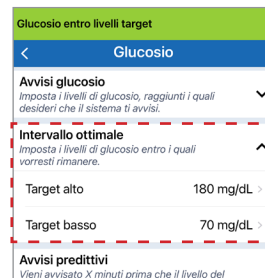 Glucosio entro livelli target
Glucosio
Avvisi glucosio
Imposta i livelli di glucosio, raggiunti i quali
desideri che il sistema ti avvisi.
Intervallo ottimale
Imposta i livelli di glucosio entro i quali
vorresti rimanere.
Target alto 180 mg/dL
Target basso 70 mg/dL
Avvisi predittivi
Vieni avvisato X minuti prima che il livello del